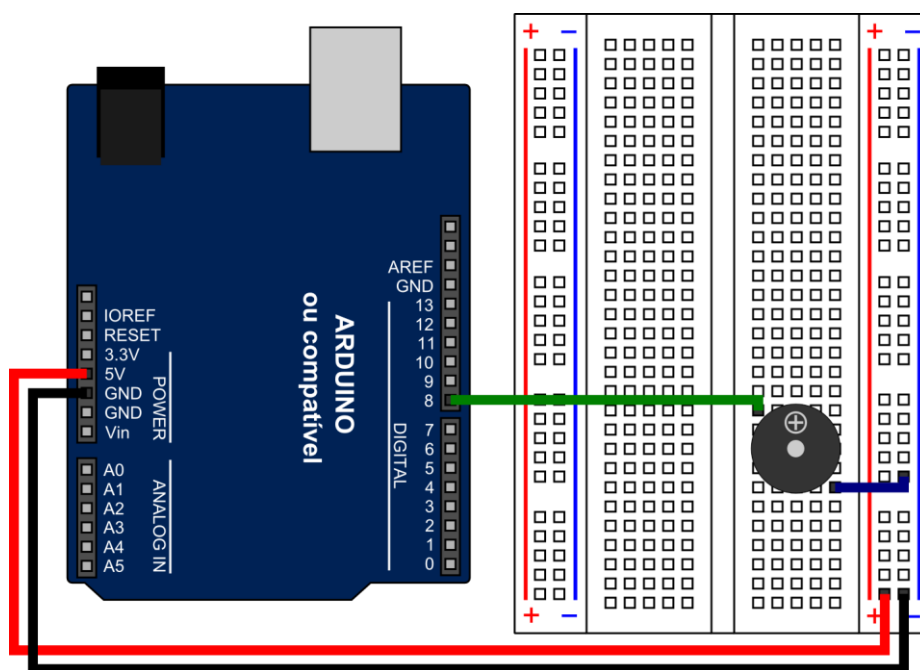 + −
+ −
AREF
GND
13
12
11
10
9
8
7
6
5
4
3
2
1
0
DIGITAL
ARDUINO
ou compatível
IOREF
RESET
3.3V
5V
GND
GND
Vin
POWER
A0
A1
A2
A3
A4
A5
ANALOG IN
+
+ −
+ −